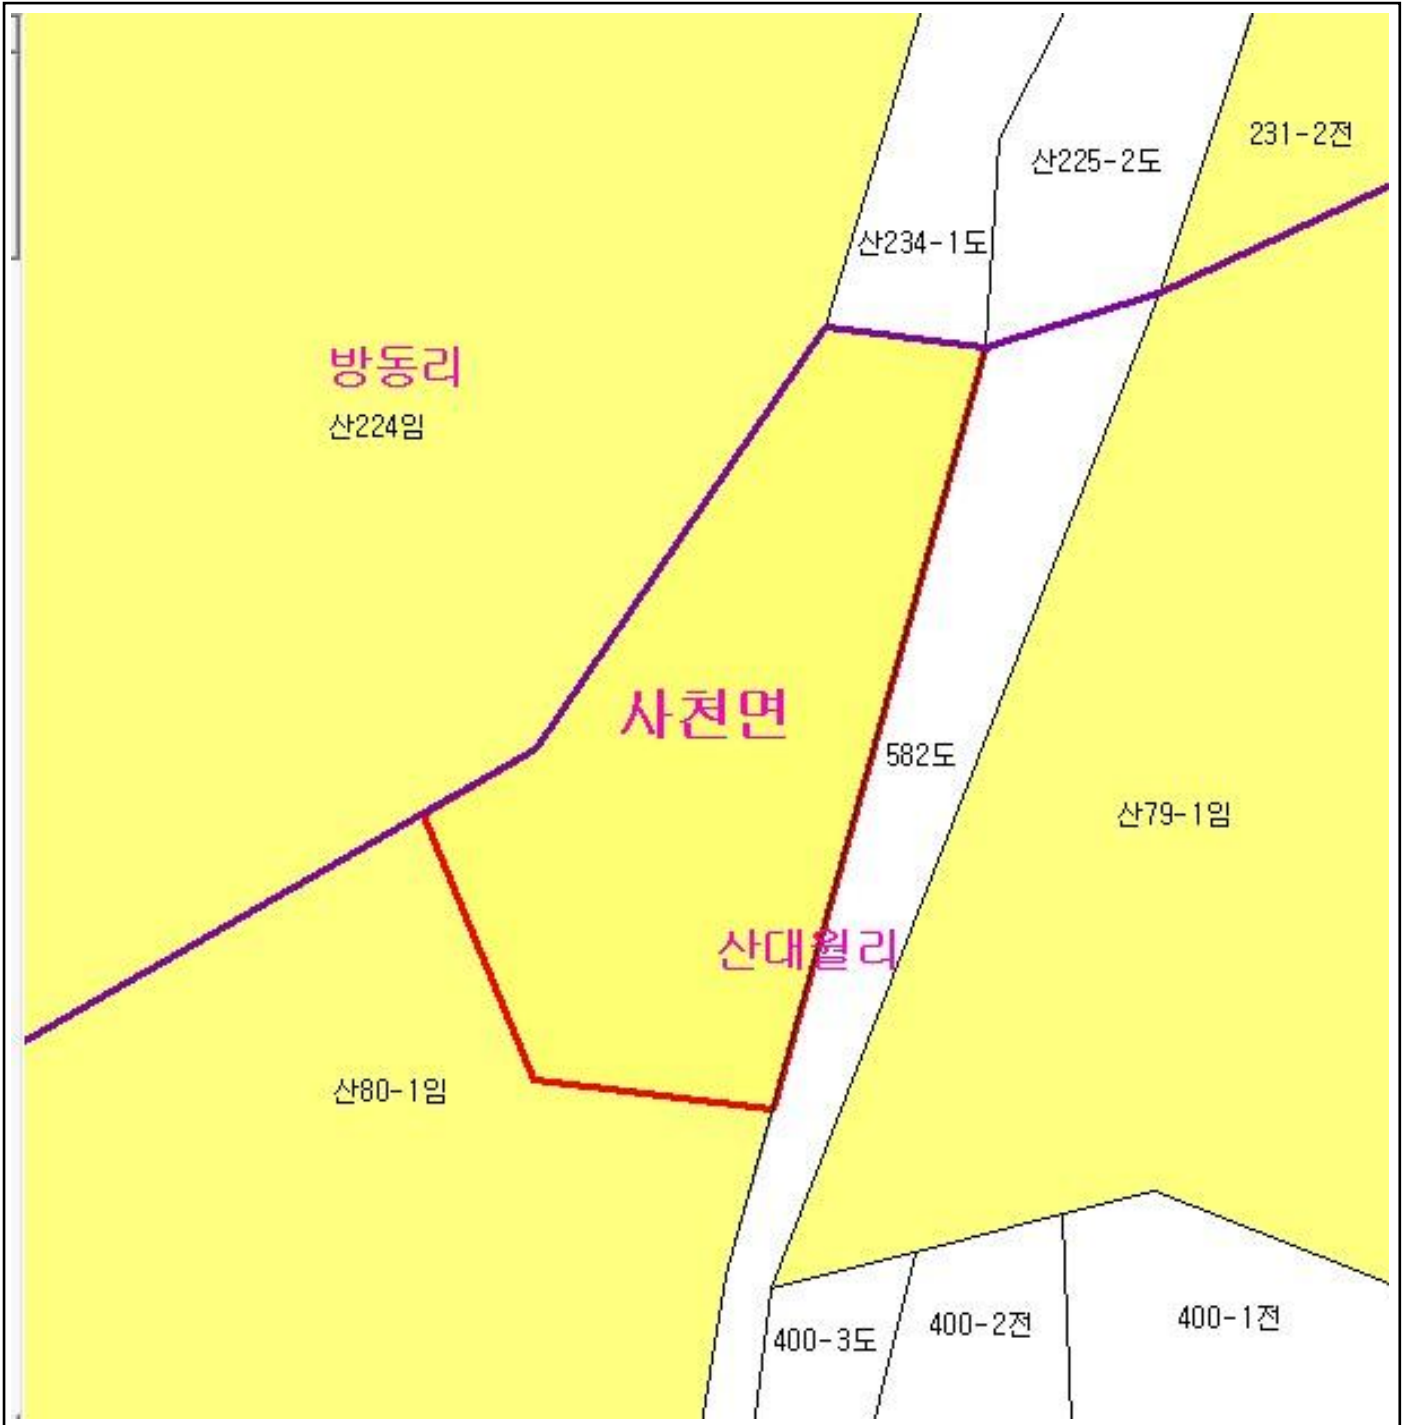 231-2전
산225-2도
산234-1도
방동리
산224임
사천면
582도
산79-1임
산대월리
산80-1임
400-3도
400-2전
400-1전